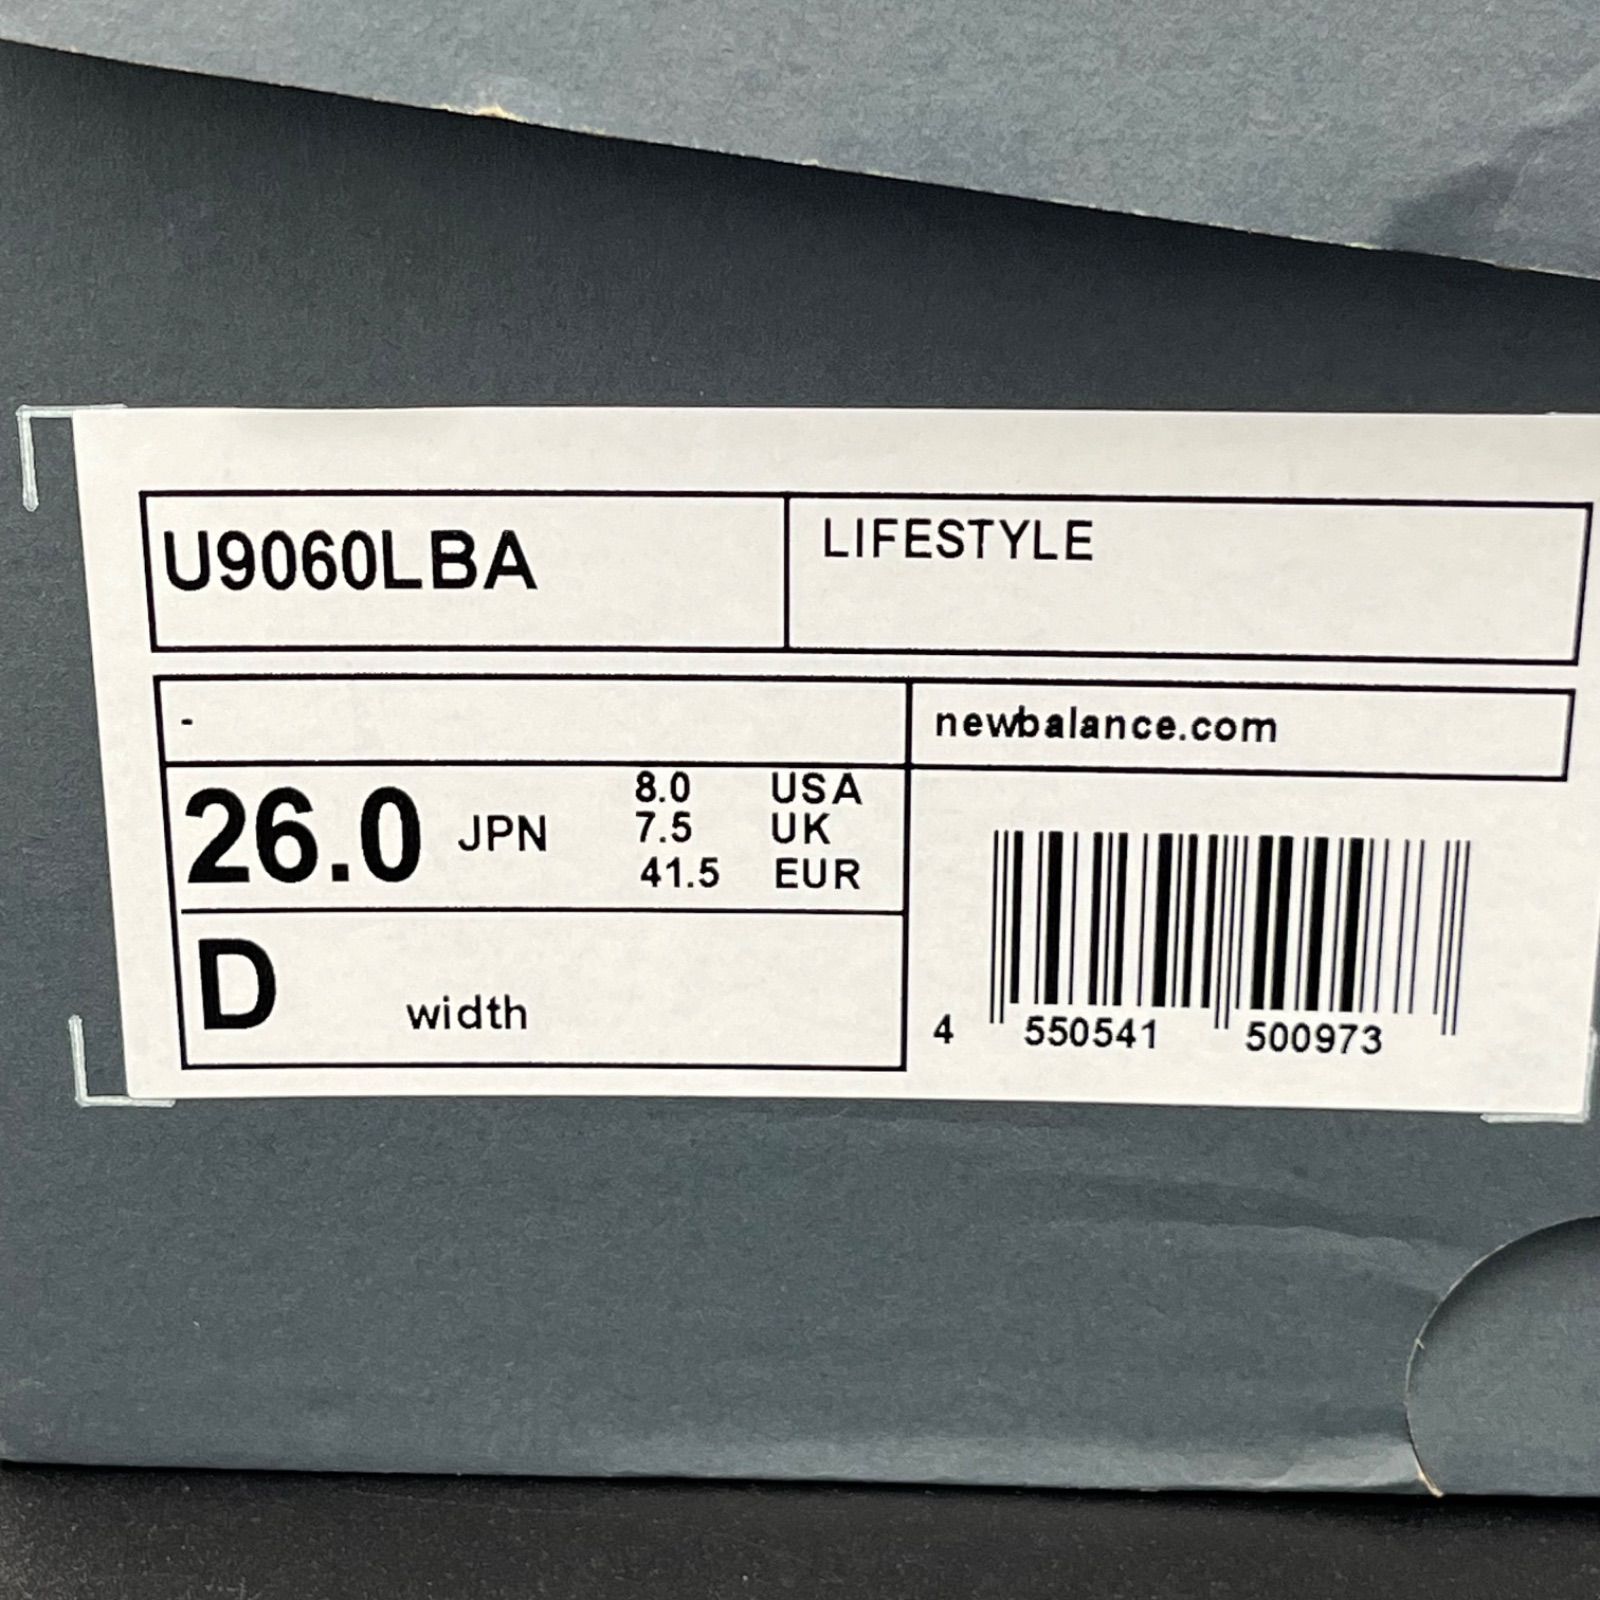 U9060LBA
LIFESTYLE
-
newbalance.com
26.0 JPN
8.0 USA
7.5 UK
41.5 EUR
D width
4 550541 500973